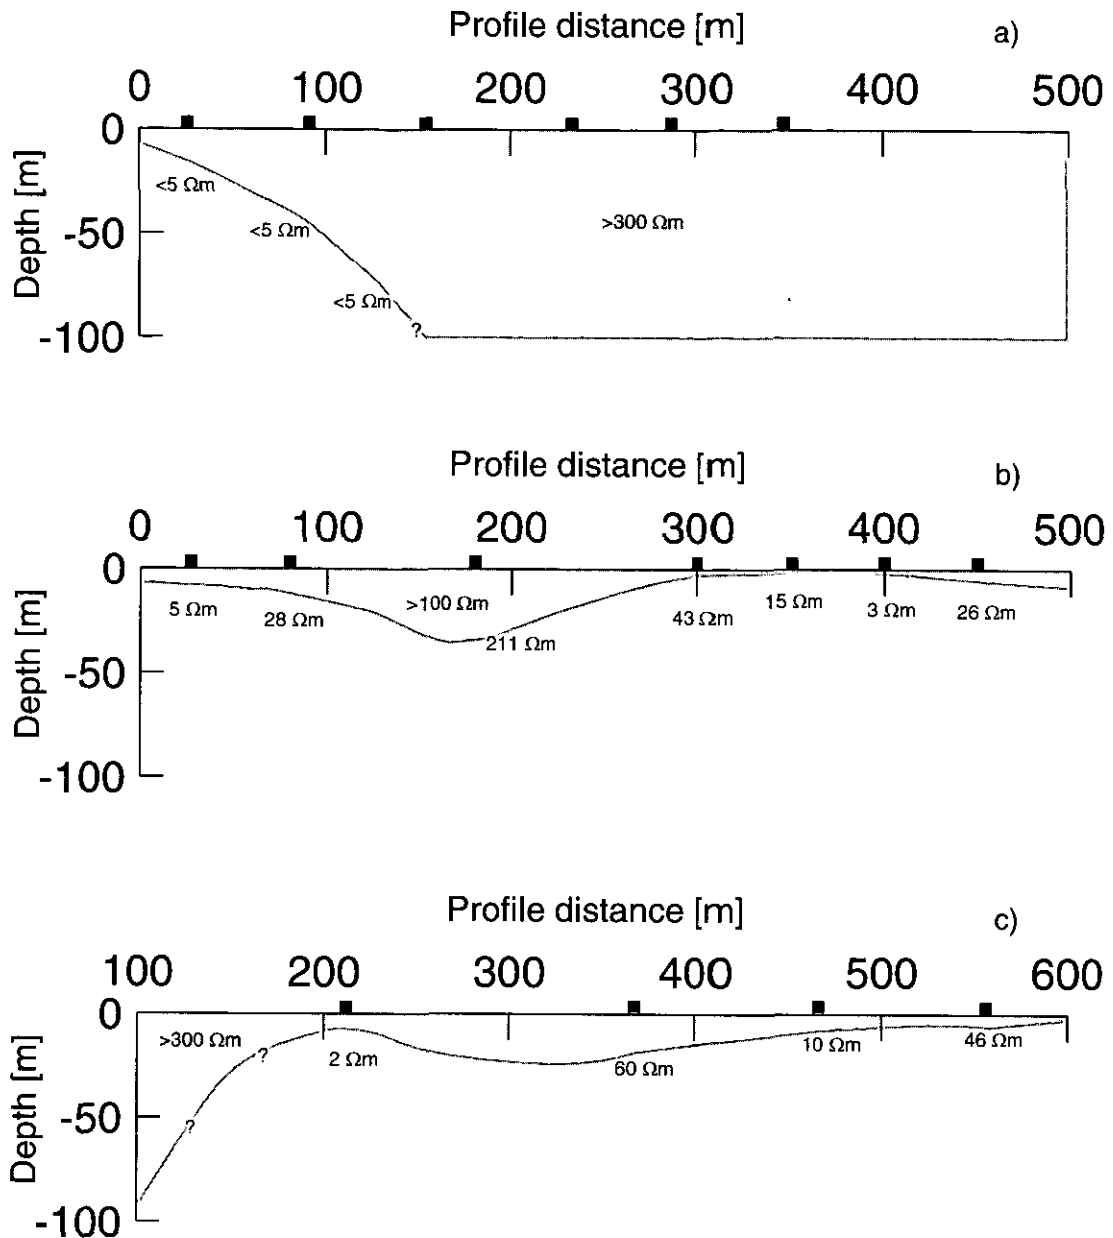 Profile distance [m] a)
0 100 200 300 400 500
0
<5 Ωm
>300 Ωm
<5 Ωm
-50
<5 Ωm
?
-100
Depth [m]
Profile distance [m] b)
0 100 200 300 400 500
0
5 Ωm 28 Ωm >100 Ωm 211 Ωm 43 Ωm 15 Ωm 3 Ωm 26 Ωm
-50
-100
Depth [m]
Profile distance [m] c)
100 200 300 400 500 600
0
>300 Ωm ? 2 Ωm 60 Ωm 10 Ωm 46 Ωm
-50 ?
-100
Depth [m]